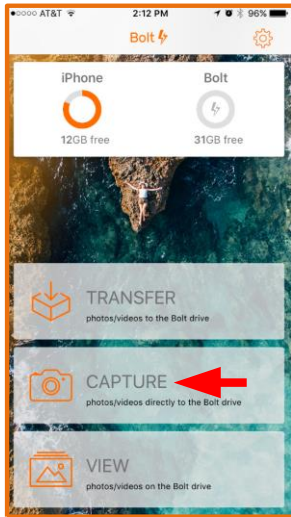 AT&T 2:12 PM 96%
Bolt
iPhone Bolt
12GB free 31GB free
TRANSFER
photos/videos to the Bolt drive
CAPTURE
photos/videos directly to the Bolt drive
VIEW
photos/videos on the Bolt drive